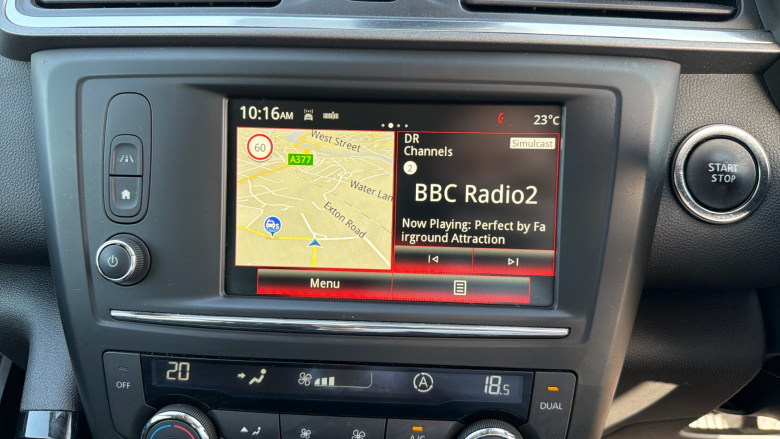 10:16AM
23°C
60
West Street
A377
Water Lan
Exton Road
DR
Channels
Simulcast
2
BBC Radio2
Now Playing: Perfect by Fa
irground Attraction
Menu
START
STOP
OFF
20
A
18.5
DUAL
A/C